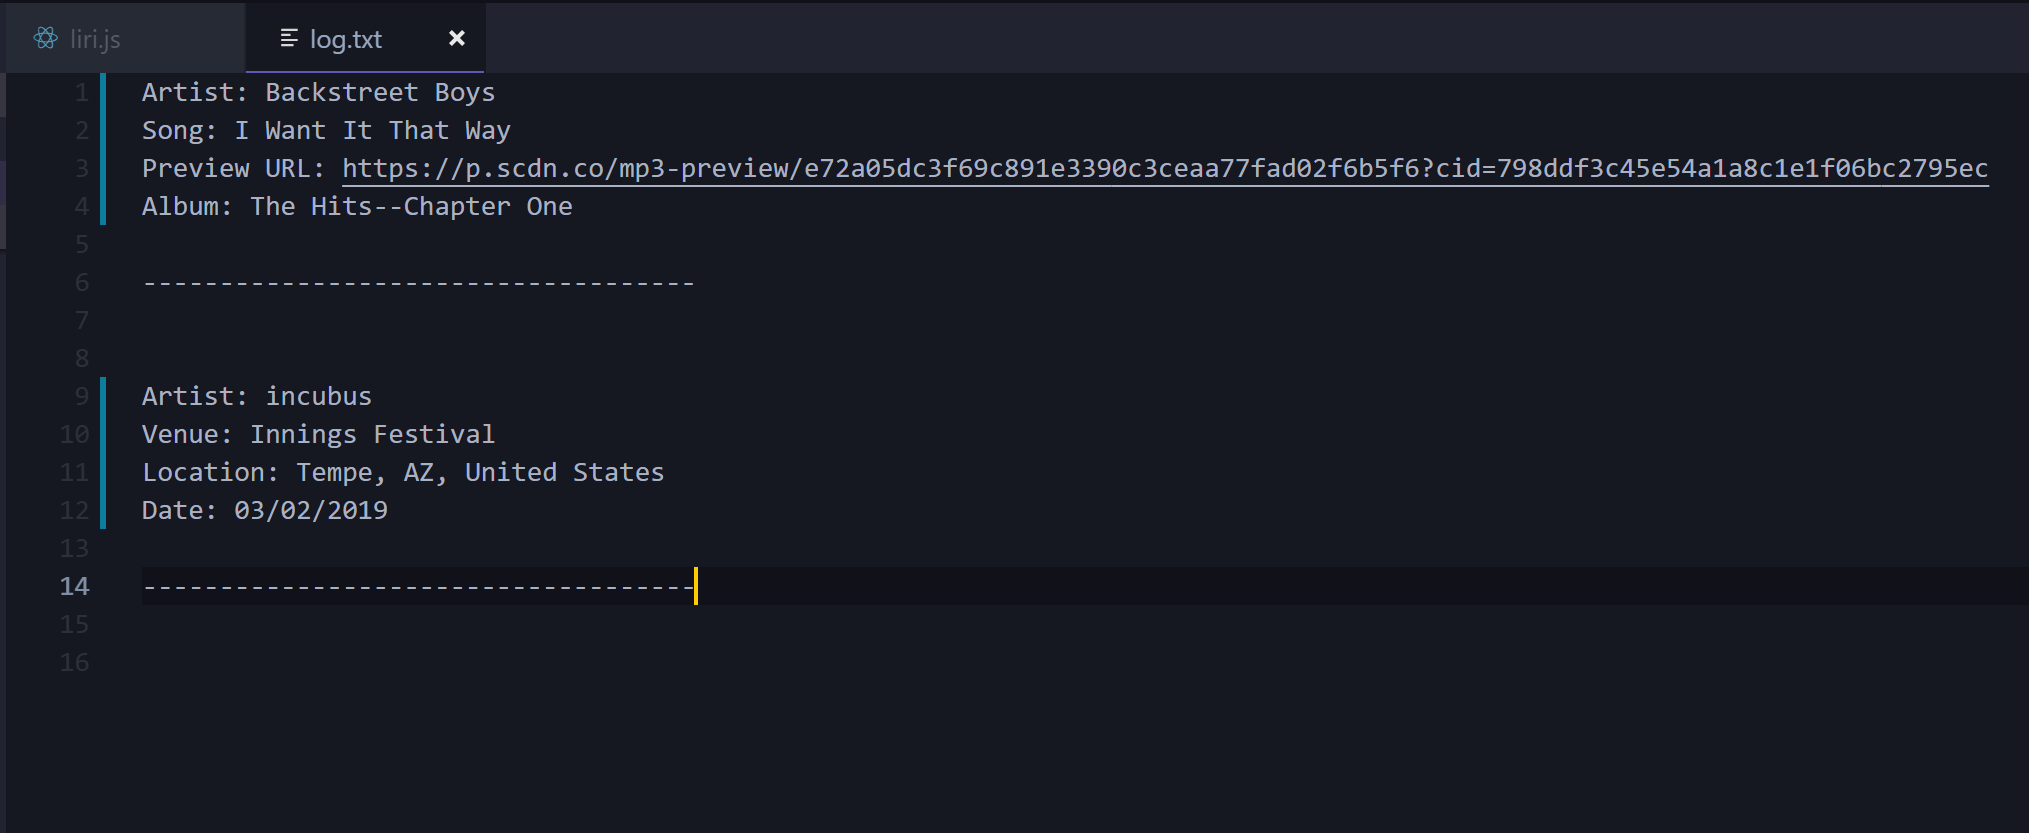 liri.js
log.txt
1 Artist: Backstreet Boys
2 Song: I Want It That Way
3 Preview URL: https://p.scdn.co/mp3-preview/e72a05dc3f69c891e3390c3ceaa77fad02f6b5f6?cid=798ddf3c45e54a1a8c1e1f06bc2795ec
4 Album: The Hits--Chapter One
5
6 ------------------------------------
7
8
9 Artist: incubus
10 Venue: Innings Festival
11 Location: Tempe, AZ, United States
12 Date: 03/02/2019
13
14 ------------------------------------
15
16